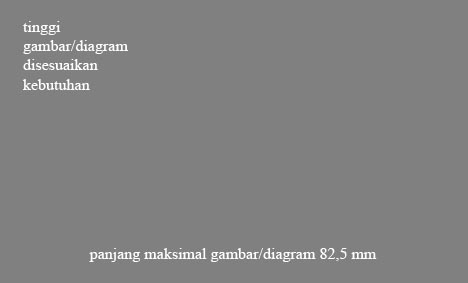 tinggi
gambar/diagram
disesuaikan
kebutuhan
panjang maksimal gambar/diagram 82,5 mm